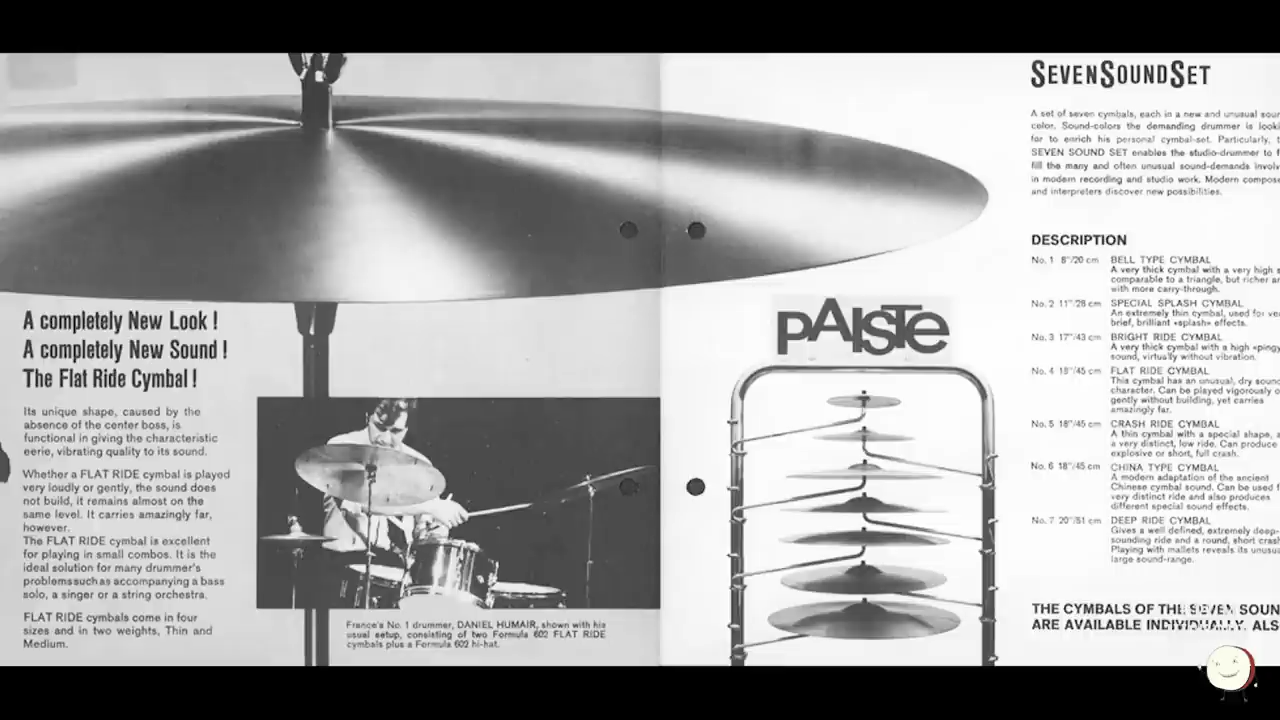 A completely New Look !
A completely New Sound !
The Flat Ride Cymbal !
Its unique shape, caused by the
absence of the center boss, is
functional in giving the characteristic
eerie, vibrating quality to its sound.
Whether a FLAT RIDE cymbal is played
very loudly or gently, the sound does
not build, it remains almost on the
same level. It carries amazingly far,
however.
The FLAT RIDE cymbal is excellent
for playing in small combos. It is the
ideal solution for many drummer's
problems such as accompanying a bass
solo, a singer or a string orchestra.
FLAT RIDE cymbals come in four
sizes and in two weights, Thin and
Medium.
France's No. 1 drummer, DANIEL HUMAIR, shown with his
usual setup, consisting of two Formula 602 FLAT RIDE
cymbals plus a Formula 602 hi-hat.
PAISTE
SEVENSOUNDSET
A set of seven cymbals, each in a new and unusual
color. Sound-colors the demanding drummer is
for to enrich his personal cymbal-set. Particularly,
SEVEN SOUND SET enables the studio-drummer to
fill the many and often unusual sound-demands
in modern recording and studio work. Modern
and interpreters discover new possibilities.
DESCRIPTION
No. 1 8"/20 cm BELL TYPE CYMBAL
A very thick cymbal with a very high
comparable to a triangle, but richer
with more carry-through.
No. 2 11"/28 cm SPECIAL SPLASH CYMBAL
An extremely thin cymbal, used for
brief, brilliant «splash» effects.
No. 3 17"/43 cm BRIGHT RIDE CYMBAL
A very thick cymbal with a high
sound, virtually without vibration.
No. 4 18"/45 cm FLAT RIDE CYMBAL
This cymbal has an unusual, dry
character. Can be played vigorously
gently without building, yet carries
amazingly far.
No. 5 18"/45 cm CRASH RIDE CYMBAL
A thin cymbal with a special shape,
a very distinct, low ride. Can produce
explosive or short, full crash.
No. 6 18"/45 cm CHINA TYPE CYMBAL
A modern adaptation of the ancient
Chinese cymbal sound. Can be used
very distinct ride and also produces
different special sound effects.
No. 7 20"/51 cm DEEP RIDE CYMBAL
Gives a well defined, extremely
sounding ride and a round, short
Playing with mallets reveals its
large sound-range.
THE CYMBALS OF THE SEVEN SOUN
ARE AVAILABLE INDIVIDUALLY. ALSO